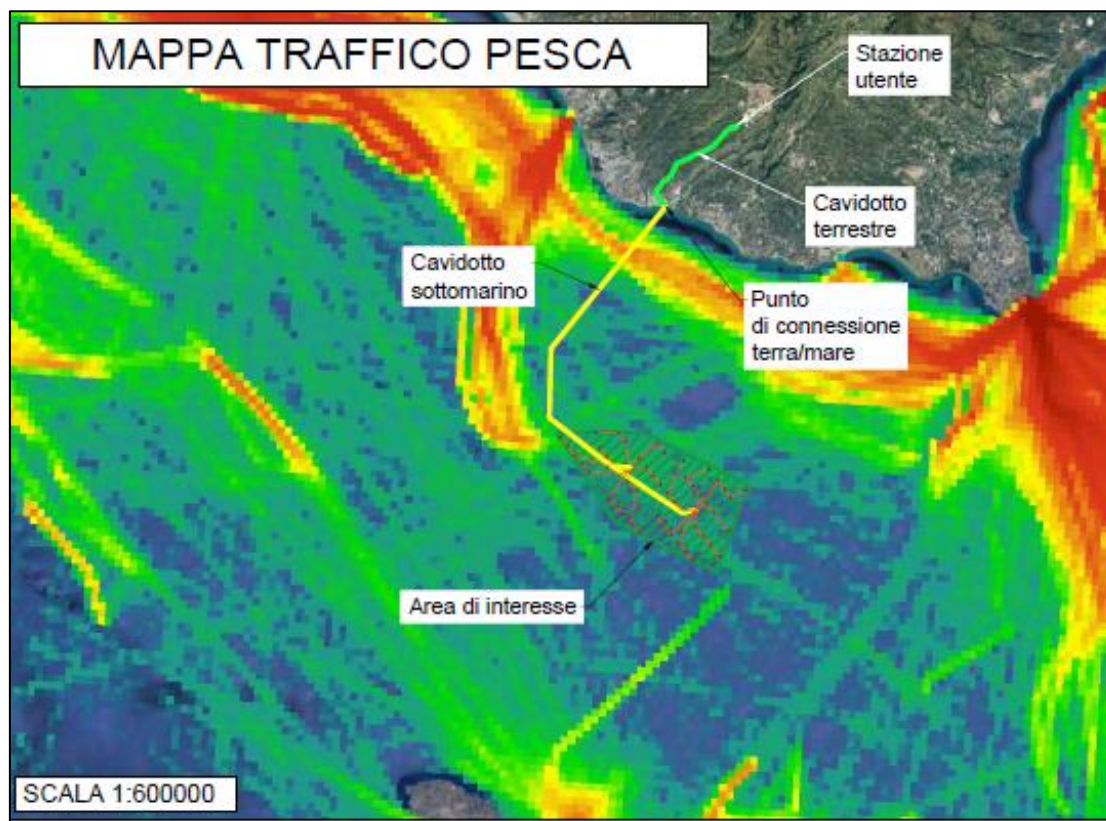 MAPPA TRAFFICO PESCA
Stazione
utente
Cavidotto
terrestre
Cavidotto
sottomarino
Punto
di connessione
terra/mare
Area di interesse
SCALA 1:600000